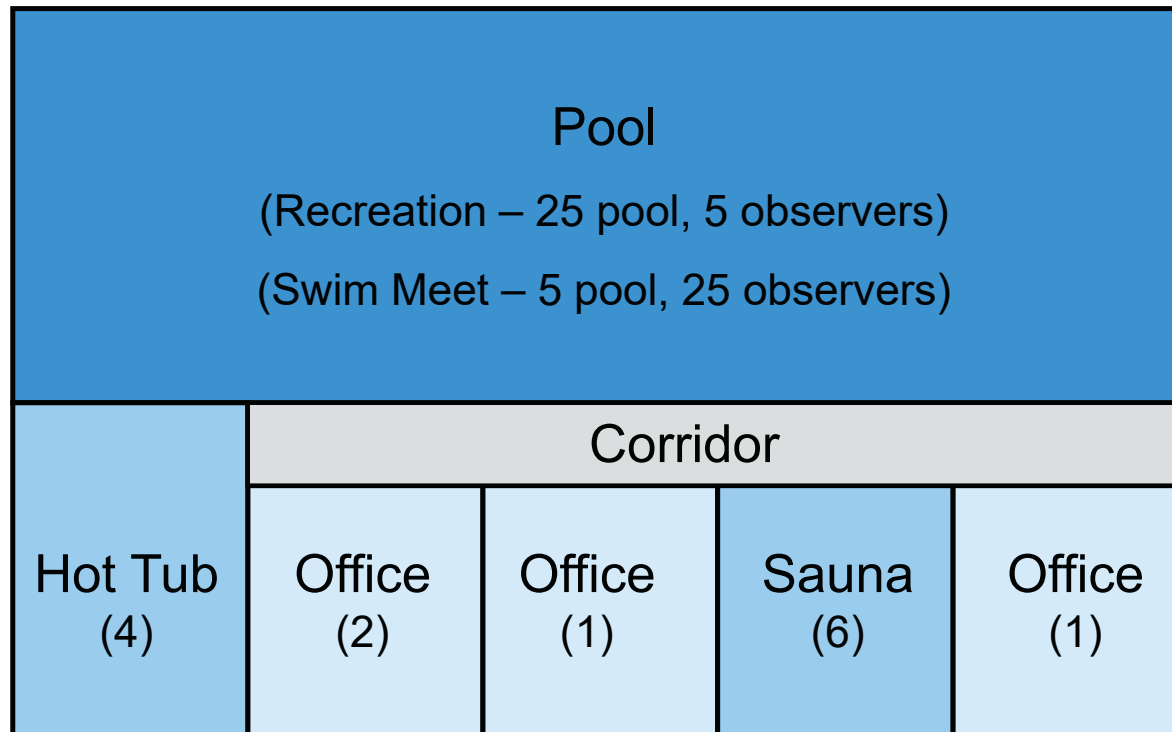 Pool
(Recreation – 25 pool, 5 observers)
(Swim Meet – 5 pool, 25 observers)
Corridor
Hot Tub
(4)
Office
(2)
Office
(1)
Sauna
(6)
Office
(1)